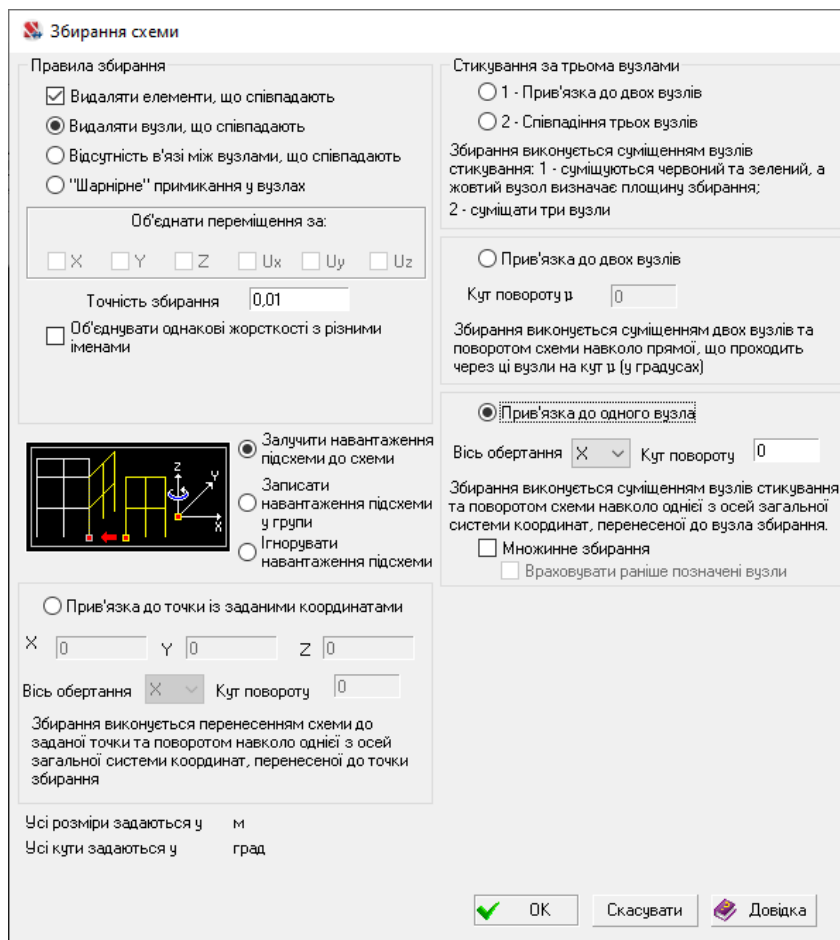 Збирання схеми
Правила збирання
Видаляти елементи, що співпадають
Видаляти вузли, що співпадають
Відсутність в'язі між вузлами, що співпадають
"Шарнірне" примикання у вузлах
Об'єднати переміщення за:
X Y Z Ux Uy Uz
Точність збирання 0,01
Об'єднувати однакові жорсткості з різними
іменами
Z
Y
X
Залучити навантаження
підсхеми до схеми
Записати
навантаження підсхеми
у групи
Ігнорувати
навантаження підсхеми
Прив'язка до точки із заданими координатами
X 0 Y 0 Z 0
Вісь обертання X Кут повороту 0
Збирання виконується перенесенням схеми до
заданої точки та поворотом навколо однієї з осей
загальної системи координат, перенесеної до точки
збирання
Усі розміри задаються у м
Усі кути задаються у град
Стикування за трьома вузлами
1 - Прив'язка до двох вузлів
2 - Співпадіння трьох вузлів
Збирання виконується суміщенням вузлів
стикування: 1 - суміщуються червоний та зелений, а
жовтий вузол визначає площину збирання;
2 - суміщати три вузли
Прив'язка до двох вузлів
Кут повороту µ 0
Збирання виконується суміщенням двох вузлів та
поворотом схеми навколо прямої, що проходить
через ці вузли на кут µ (у градусах)
Прив'язка до одного вузла
Вісь обертання X Кут повороту 0
Збирання виконується суміщенням вузлів стикування
та поворотом схеми навколо однієї з осей загальної
системи координат, перенесеної до вузла збирання.
Множинне збирання
Враховувати раніше позначені вузли
OK Скасувати Довідка